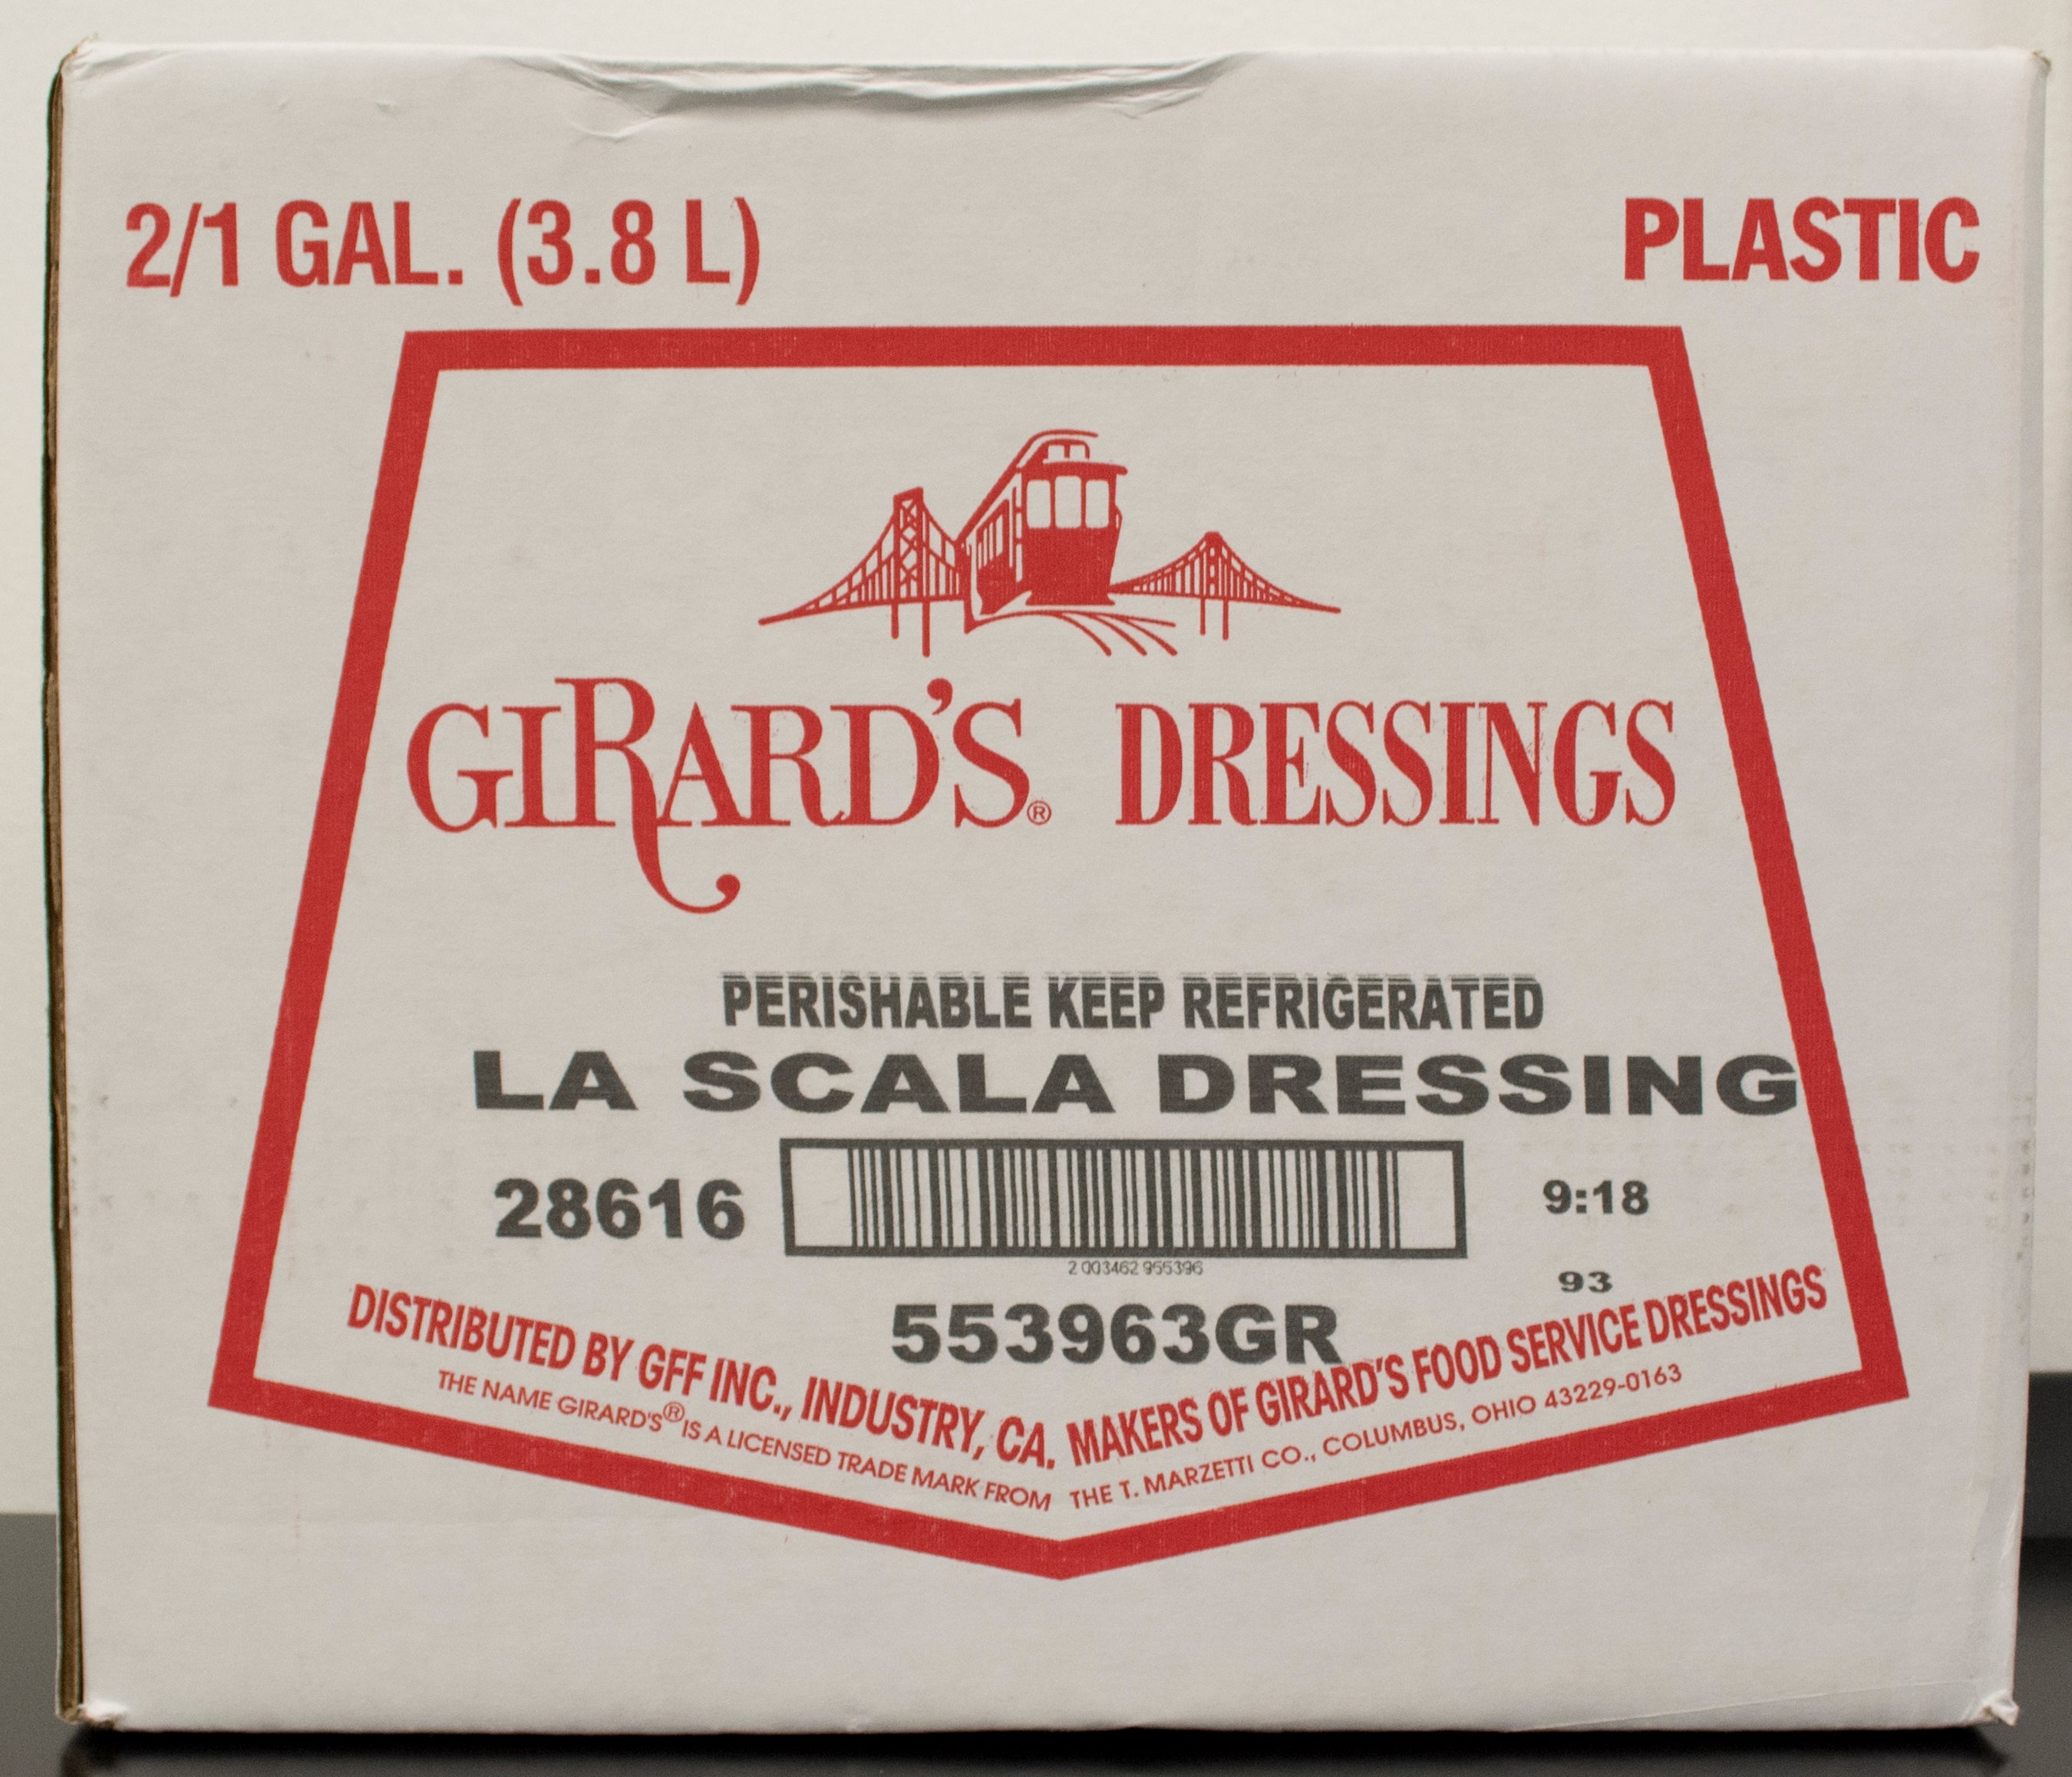 2/1 GAL. (3.8 L)
PLASTIC
GIRARD'S® DRESSINGS
PERISHABLE KEEP REFRIGERATED
LA SCALA DRESSING
28616
9:18
2 003462 955396
93
553963GR
DISTRIBUTED BY GFF INC., INDUSTRY, CA. MAKERS OF GIRARD'S FOOD SERVICE DRESSINGS
THE NAME GIRARD'S® IS A LICENSED TRADE MARK FROM THE T. MARZETTI CO., COLUMBUS, OHIO 43229-0163